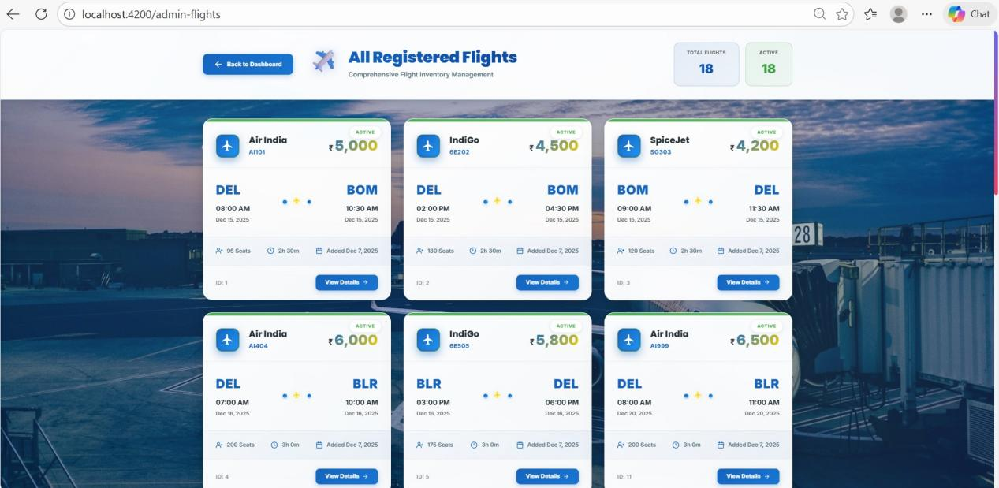 localhost:4200/admin-flights
Chat
Back to Dashboard
All Registered Flights
Comprehensive Flight Inventory Management
TOTAL FLIGHTS
18
ACTIVE
18
ACTIVE
Air India
AI101
₹5,000
DEL
BOM
08:00 AM
10:30 AM
Dec 15, 2025
Dec 15, 2025
95 Seats
2h 30m
Added Dec 7, 2025
ID: 1
View Details
ACTIVE
IndiGo
6E202
₹4,500
DEL
BOM
02:00 PM
04:30 PM
Dec 15, 2025
Dec 15, 2025
180 Seats
2h 30m
Added Dec 7, 2025
ID: 2
View Details
ACTIVE
SpiceJet
SG303
₹4,200
BOM
DEL
09:00 AM
11:30 AM
Dec 15, 2025
Dec 15, 2025
120 Seats
2h 30m
Added Dec 7, 2025
ID: 3
View Details
28
ACTIVE
Air India
AI404
₹6,000
DEL
BLR
07:00 AM
10:00 AM
Dec 16, 2025
Dec 16, 2025
200 Seats
3h 0m
Added Dec 7, 2025
ID: 4
View Details
ACTIVE
IndiGo
6E505
₹5,800
BLR
DEL
03:00 PM
06:00 PM
Dec 16, 2025
Dec 16, 2025
175 Seats
3h 0m
Added Dec 7, 2025
ID: 5
View Details
ACTIVE
Air India
AI999
₹6,500
DEL
BLR
08:00 AM
11:00 AM
Dec 20, 2025
Dec 20, 2025
200 Seats
3h 0m
Added Dec 7, 2025
ID: 11
View Details